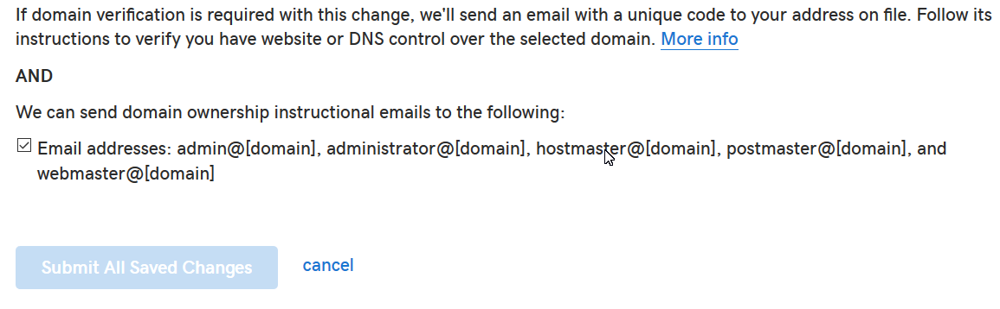 If domain verification is required with this change, we'll send an email with a unique code to your address on file. Follow its
instructions to verify you have website or DNS control over the selected domain. More info
AND
We can send domain ownership instructional emails to the following:
Email addresses: admin@[domain], administrator@[domain], hostmaster@[domain], postmaster@[domain], and
webmaster@[domain]
Submit All Saved Changes cancel